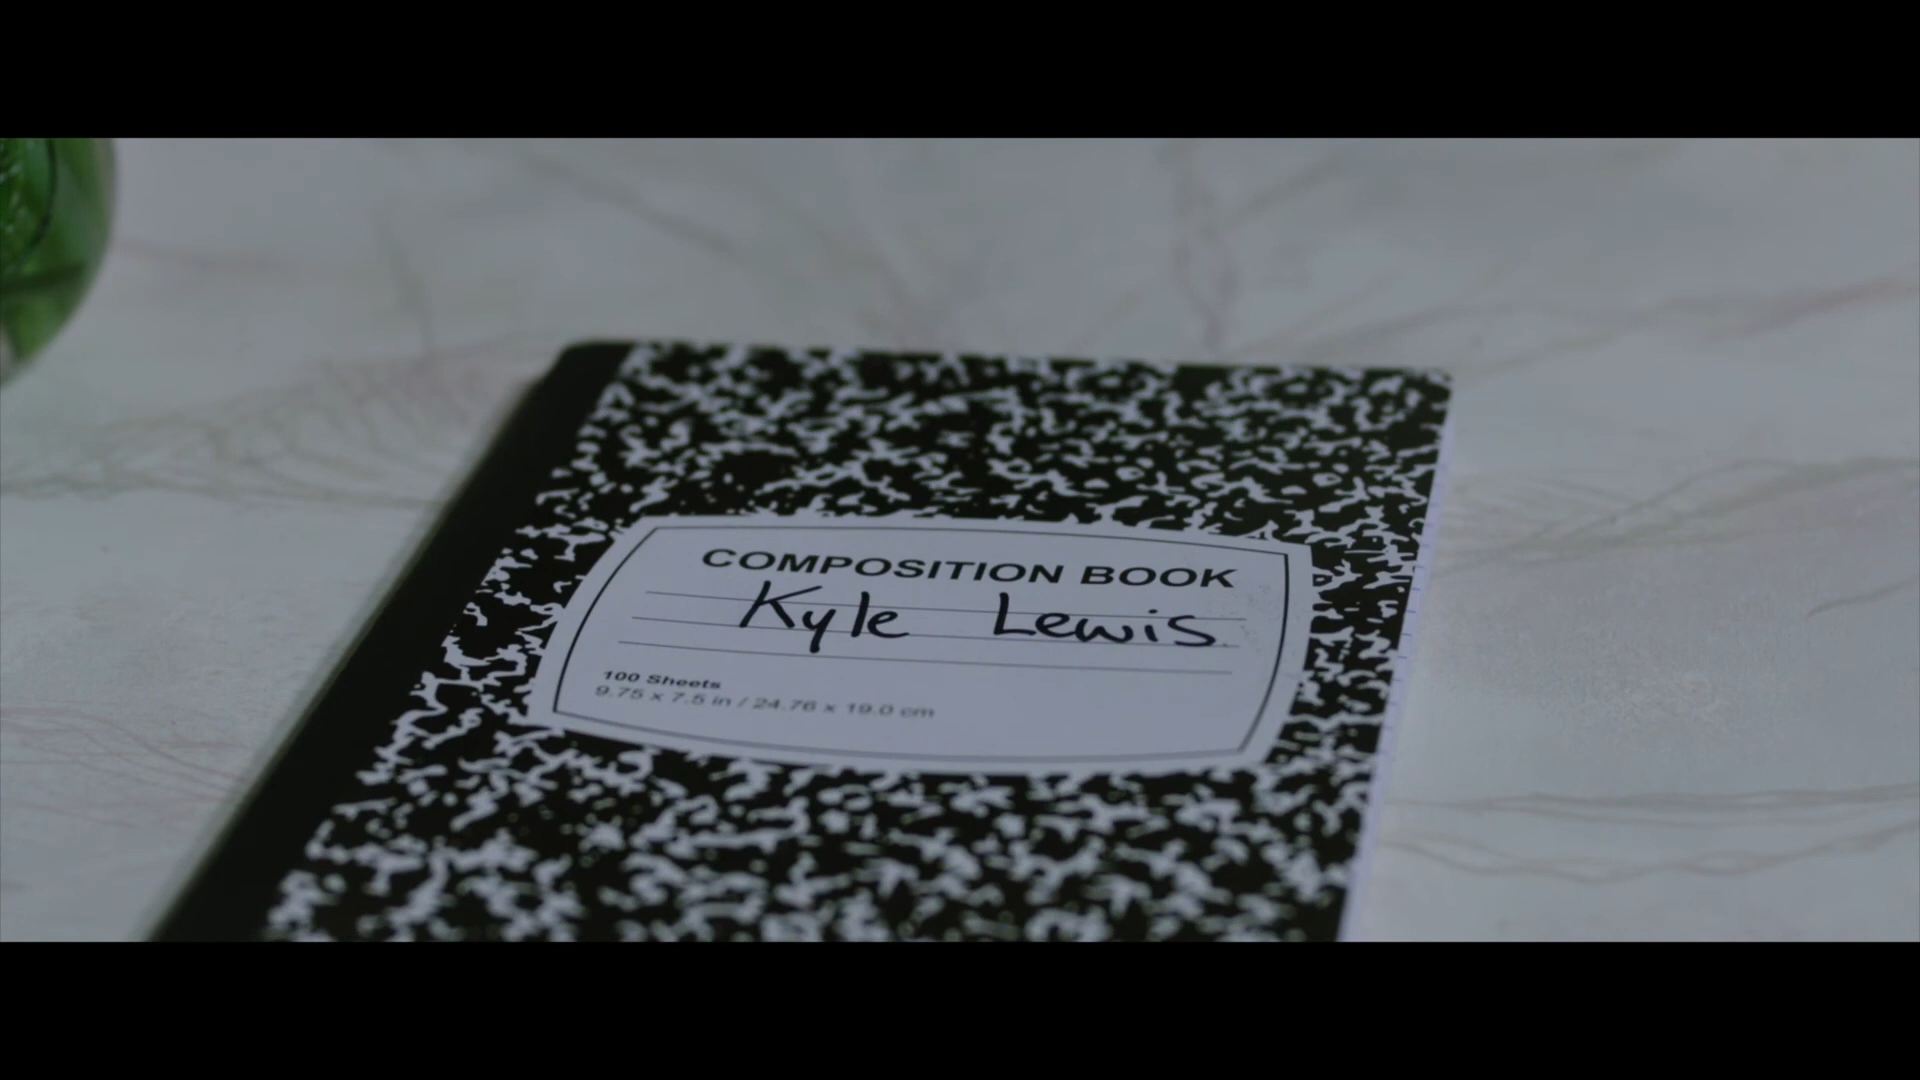 COMPOSITION BOOK
Kyle Lewis
100 Sheets
9.75 x 7.5 in / 24.76 x 19.0 cm